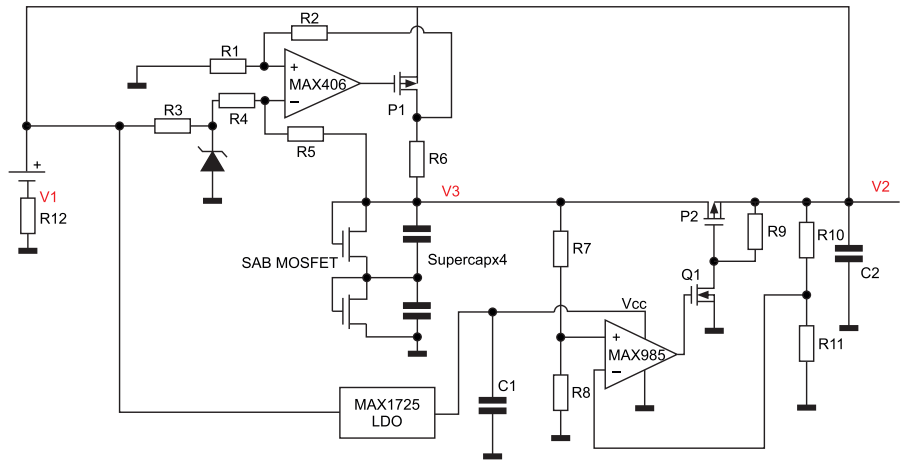 R2
R1
+
MAX406
−
P1
R3
R4
R5
R6
+
V1
R12
V3
V2
P2
R9
R10
R7
SAB MOSFET
Supercapx4
Q1
C2
Vcc
+
MAX985
−
R11
R8
C1
MAX1725
LDO